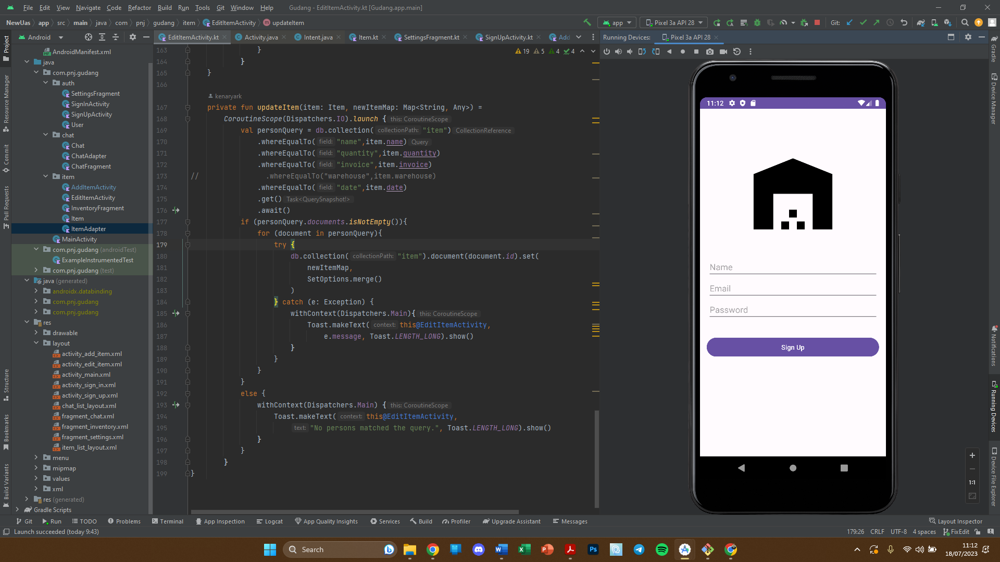 File Edit View Navigate Code Refactor Build Run Tools Git Window Help Gudang - EditItemActivity.kt [Gudang.app.main]
NewUas app src main java com pnj gudang item EditItemActivity updateItem app Pixel 3a API 28 Git:
Android EditItemActivity.kt Activity.java Intent.java Item.kt SettingsFragment.kt SignUpActivity.kt Add Running Devices: Pixel 3a API 28
Project
Resource Manager
Commit
Pull Requests
Structure
Bookmarks
Build Variants
AndroidManifest.xml
java
com.pnj.gudang
auth
SettingsFragment
SignInActivity
SignUpActivity
User
chat
Chat
ChatAdapter
ChatFragment
item
AddItemActivity
EditItemActivity
InventoryFragment
Item
ItemAdapter
MainActivity
com.pnj.gudang (androidTest)
ExampleInstrumentedTest
com.pnj.gudang (test)
java (generated)
androidx.databinding
com.pnj.gudang
com.pnj.gudang
res
drawable
layout
activity_add_item.xml
activity_edit_item.xml
activity_main.xml
activity_sign_in.xml
activity_sign_up.xml
chat_list_layout.xml
fragment_chat.xml
fragment_inventory.xml
fragment_settings.xml
item_list_layout.xml
menu
mipmap
values
xml
res (generated)
Gradle Scripts
19 5 4 4
163 }
164 }
165 }
166
kenaryark
167 private fun updateItem(item: Item, newItemMap: Map<String, Any>) =
168 CoroutineScope(Dispatchers.IO).launch { this: CoroutineScope
169 val personQuery = db.collection( collectionPath: "item") CollectionReference
170 .whereEqualTo( field: "name",item.name) Query
171 .whereEqualTo( field: "quantity",item.quantity)
172 .whereEqualTo( field: "invoice",item.invoice)
173 // .whereEqualTo("warehouse",item.warehouse)
174 .whereEqualTo( field: "date",item.date)
175 .get() Task<QuerySnapshot!>
176 .await()
177 if (personQuery.documents.isNotEmpty()){
178 for (document in personQuery){
179 try {
180 db.collection( collectionPath: "item").document(document.id).set(
181 newItemMap,
182 SetOptions.merge()
183 )
184 } catch (e: Exception) {
185 withContext(Dispatchers.Main){ this: CoroutineScope
186 Toast.makeText( context: this@EditItemActivity,
187 e.message, Toast.LENGTH_LONG).show()
188 }
189 }
190 }
191 }
192 else {
193 withContext(Dispatchers.Main) { this: CoroutineScope
194 Toast.makeText( context: this@EditItemActivity,
195 text: "No persons matched the query.", Toast.LENGTH_LONG).show()
196 }
197 }
198 }
199 }
11:12
Name
Email
Password
Sign Up
1:1
Gradle
Device Manager
Notifications
Running Devices
Device File Explorer
Git Run TODO Problems Terminal App Inspection Logcat App Quality Insights Services Build Profiler Upgrade Assistant Messages Layout Inspector
Launch succeeded (today 9:43) 179:26 CRLF UTF-8 4 spaces FixEdit
Search
11:12
18/07/2023